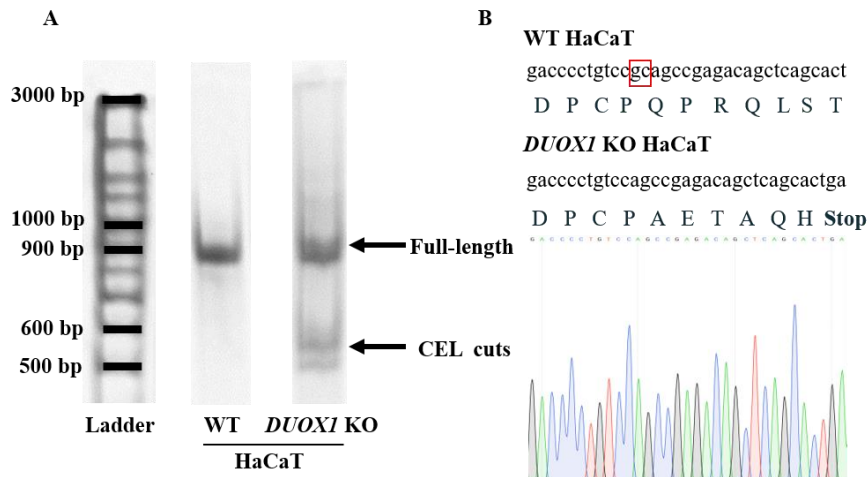 A
3000 bp
1000 bp
900 bp
600 bp
500 bp
Full-length
CEL cuts
Ladder
WT
DUOX1 KO
HaCaT
B
WT HaCaT
gacccctgtccgcagccgagacagctcagcact
D P C P Q P R Q L S T
DUOX1 KO HaCaT
gacccctgtccagccgagacagctcagcactga
D P C P A E T A Q H Stop
GACCCCTGTCCAGCCGAGACAGCTCAGCACTGA